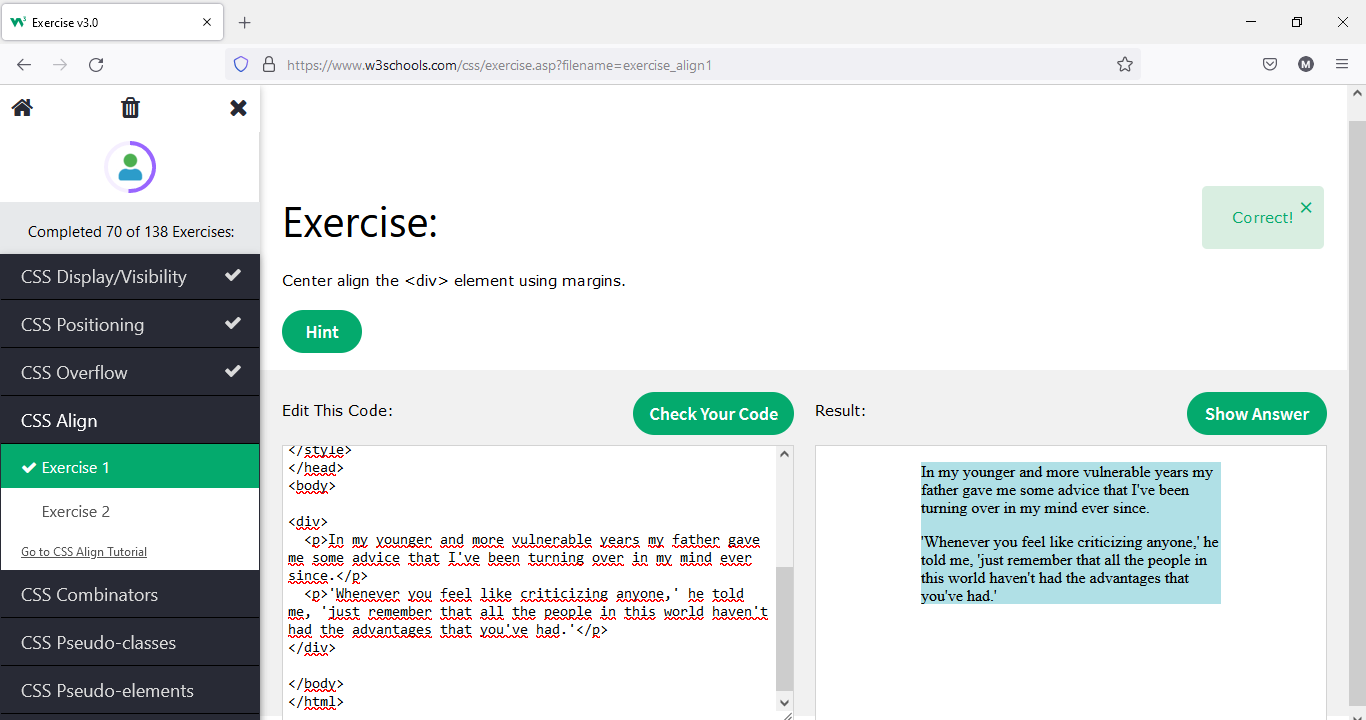 Exercise v3.0
https://www.w3schools.com/css/exercise.asp?filename=exercise_align1
M
Completed 70 of 138 Exercises:
CSS Display/Visibility
CSS Positioning
CSS Overflow
CSS Align
Exercise 1
Exercise 2
Go to CSS Align Tutorial
CSS Combinators
CSS Pseudo-classes
CSS Pseudo-elements
Exercise:
Correct!
Center align the <div> element using margins.
Hint
Edit This Code:
Check Your Code
</style>
</head>
<body>
<div>
<p>In my younger and more vulnerable years my father gave
me some advice that I've been turning over in my mind ever
since.</p>
<p>'Whenever you feel like criticizing anyone,' he told
me, 'just remember that all the people in this world haven't
had the advantages that you've had.'</p>
</div>
</body>
</html>
Result:
Show Answer
In my younger and more vulnerable years my
father gave me some advice that I've been
turning over in my mind ever since.
'Whenever you feel like criticizing anyone,' he
told me, 'just remember that all the people in
this world haven't had the advantages that
you've had.'